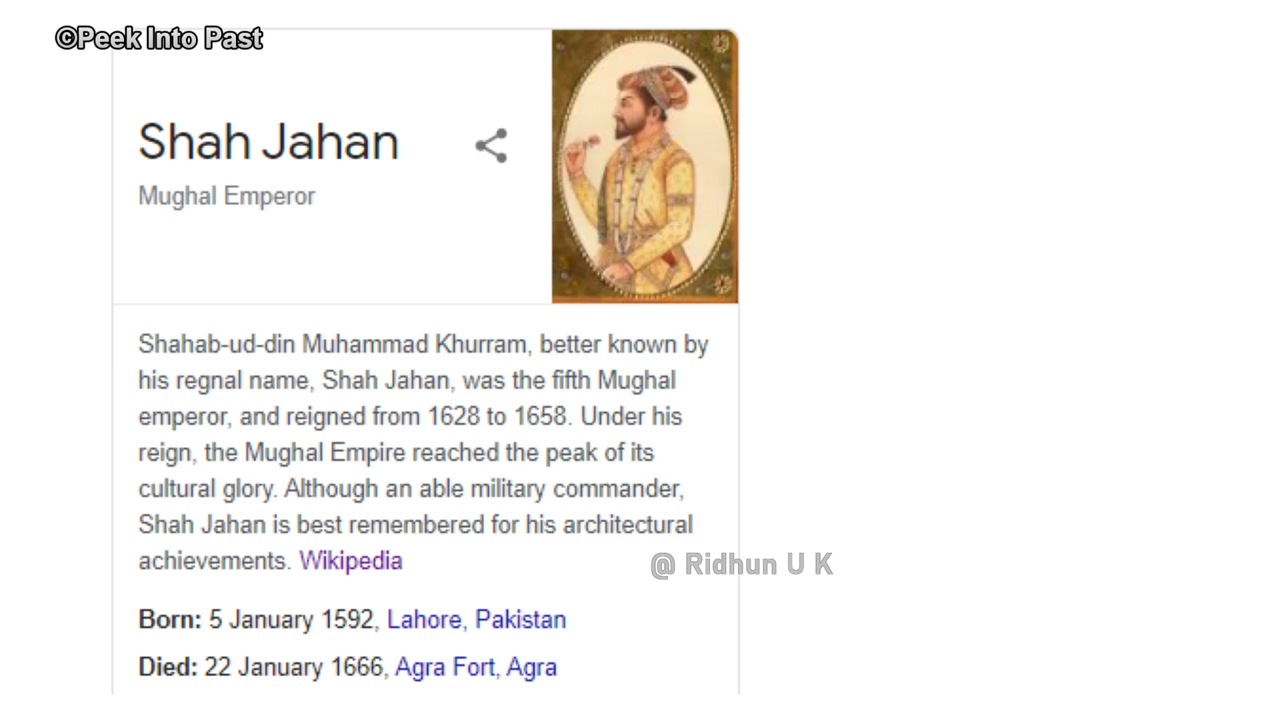 ©Peek Into Past
Shah Jahan
Mughal Emperor
Shahab-ud-din Muhammad Khurram, better known by
his regnal name, Shah Jahan, was the fifth Mughal
emperor, and reigned from 1628 to 1658. Under his
reign, the Mughal Empire reached the peak of its
cultural glory. Although an able military commander,
Shah Jahan is best remembered for his architectural
achievements. Wikipedia
@ Ridhun U K
Born: 5 January 1592, Lahore, Pakistan
Died: 22 January 1666, Agra Fort, Agra